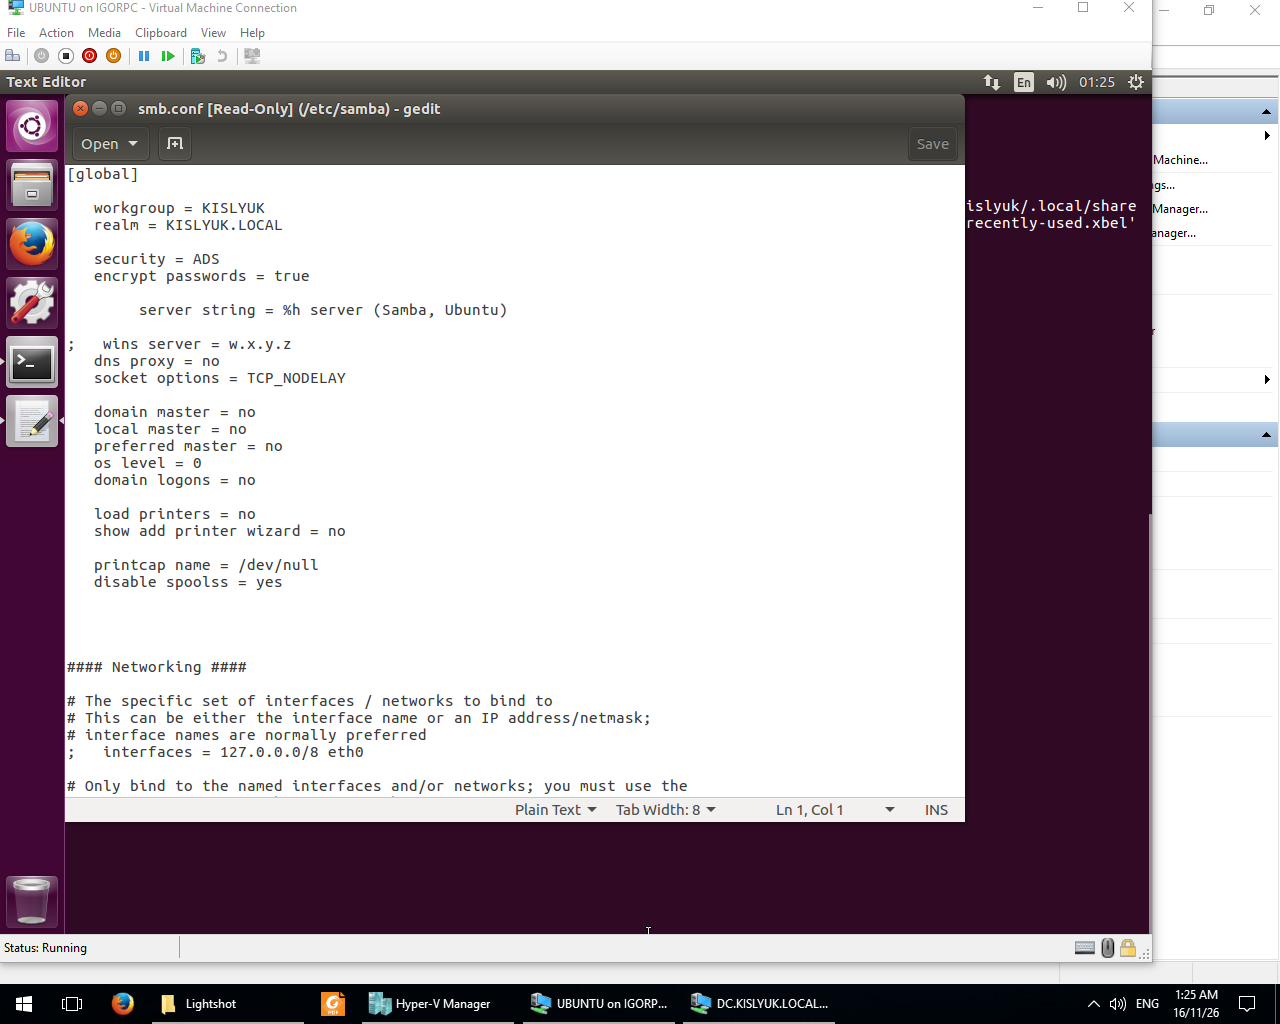 UBUNTU on IGORPC - Virtual Machine Connection
File Action Media Clipboard View Help
Text Editor
En 01:25
smb.conf [Read-Only] (/etc/samba) - gedit
Open Save
[global]
workgroup = KISLYUK
realm = KISLYUK.LOCAL
security = ADS
encrypt passwords = true
server string = %h server (Samba, Ubuntu)
; wins server = w.x.y.z
dns proxy = no
socket options = TCP_NODELAY
domain master = no
local master = no
preferred master = no
os level = 0
domain logons = no
load printers = no
show add printer wizard = no
printcap name = /dev/null
disable spoolss = yes
#### Networking ####
# The specific set of interfaces / networks to bind to
# This can be either the interface name or an IP address/netmask;
# interface names are normally preferred
; interfaces = 127.0.0.0/8 eth0
# Only bind to the named interfaces and/or networks; you must use the
Plain Text Tab Width: 8 Ln 1, Col 1 INS
islyuk/.local/share
recently-used.xbel'
Machine...
gs...
Manager...
anager...
r
Status: Running
Lightshot
PDF
Hyper-V Manager
UBUNTU on IGORP...
DC.KISLYUK.LOCAL...
ENG
1:25 AM
16/11/26